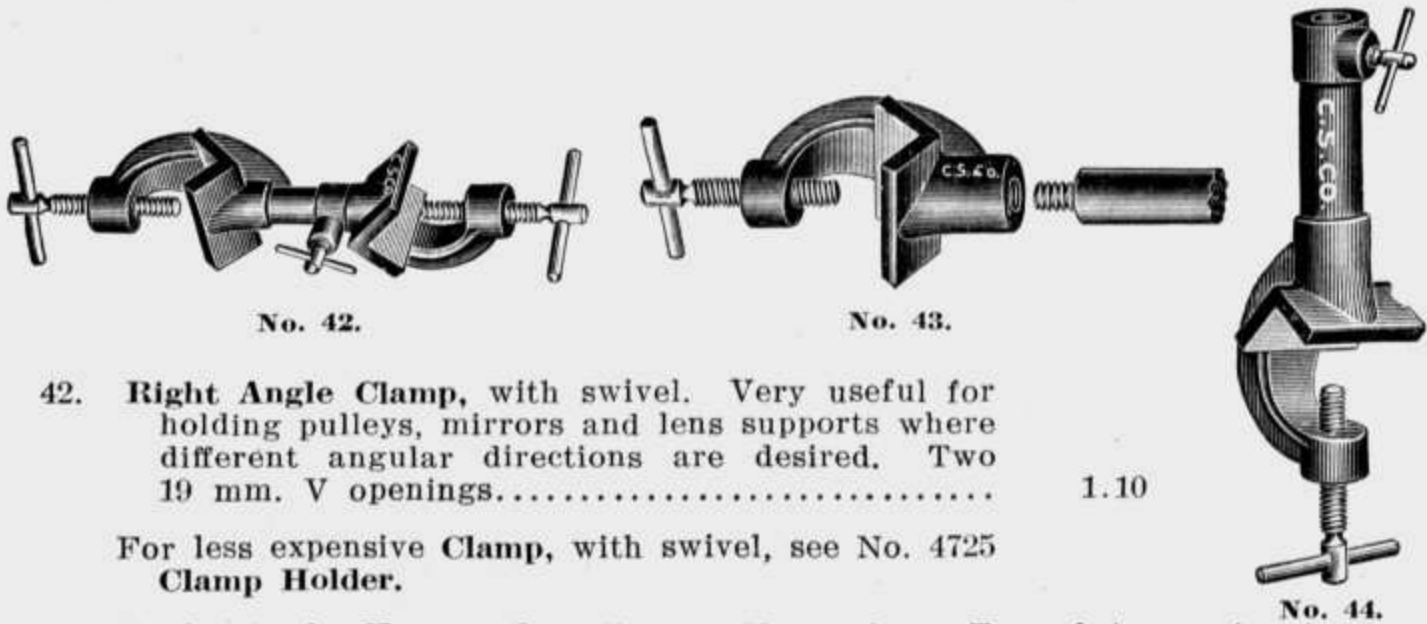 C.S.CO.
C.S.Co.
C.S.CO.
No. 42.
No. 43.
42. Right Angle Clamp, with swivel. Very useful for
holding pulleys, mirrors and lens supports where
different angular directions are desired. Two
19 mm. V openings.............................. 1.10
For less expensive Clamp, with swivel, see No. 4725
Clamp Holder.
No. 44.